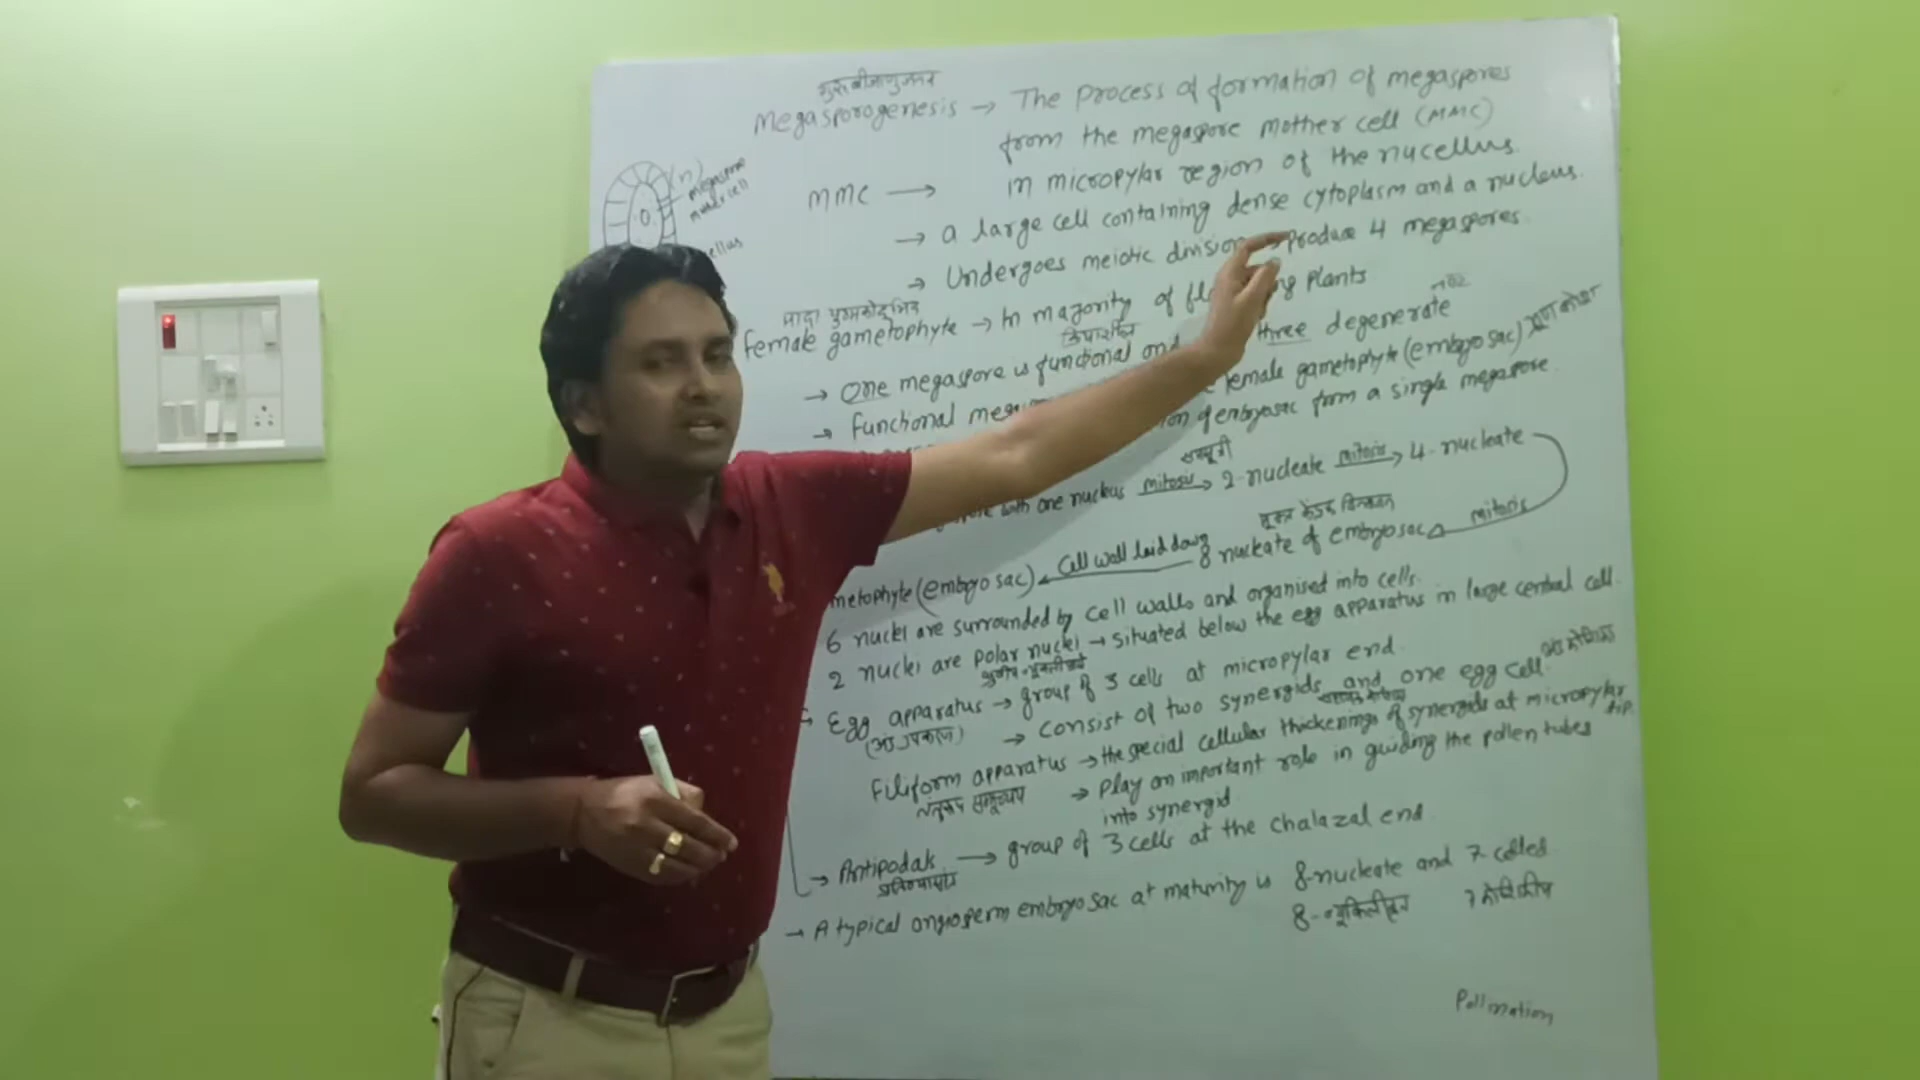 गुरुबीजाणुजनन
Megasporogenesis → The process of formation of megaspores
from the megaspore mother cell (MMC)
in micropylar region of the nucellus.
(n)
megaspore
mother cell
MMC →
→ A large cell containing dense cytoplasm and a nucleus.
→ Undergoes meiotic division → produce 4 megaspores
मादा युग्मकोद्भिद
Female gametophyte → In majority of plants
→ One megaspore is functional and three degenerate
→ Functional female gametophyte (embryo sac) भ्रूण कोश
of embryosac from a single megaspore.
with one nucleus mitosis → 2-nucleate mitosis → 4-nucleate
mitosis
8 nucleate of embryosac
Cell wall laid down
(embryo sac)
6 nuclei are surrounded by cell walls and organised into cells.
2 nuclei are polar nuclei → situated below the egg apparatus in large central cell.
→ Egg apparatus → group of 3 cells at micropylar end.
→ Consist of two synergids and one egg cell.
Filiform apparatus → the special cellular thickenings of synergids at micropylar tip.
→ Play an important role in guiding the pollen tubes
into synergid.
→ Antipodals → group of 3 cells at the chalazal end
→ A typical angiosperm embryo sac at maturity is 8-nucleate and 7-celled
Pollination